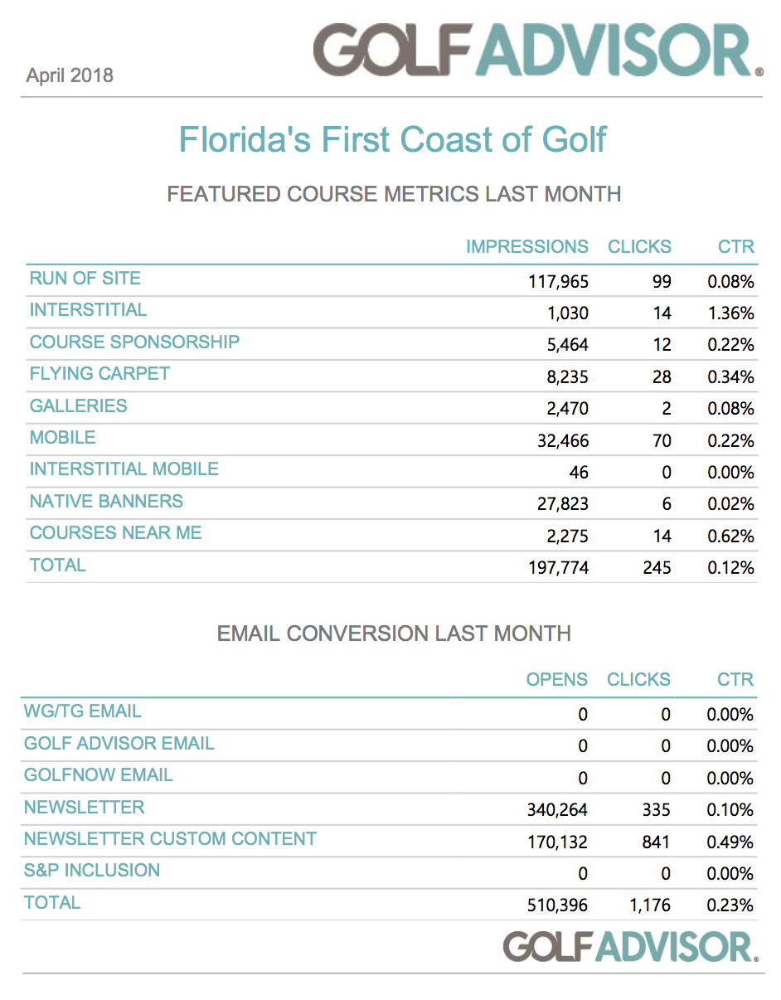 GOLFADVISOR®
April 2018
Florida's First Coast of Golf
FEATURED COURSE METRICS LAST MONTH
IMPRESSIONS CLICKS CTR
RUN OF SITE 117,965 99 0.08%
INTERSTITIAL 1,030 14 1.36%
COURSE SPONSORSHIP 5,464 12 0.22%
FLYING CARPET 8,235 28 0.34%
GALLERIES 2,470 2 0.08%
MOBILE 32,466 70 0.22%
INTERSTITIAL MOBILE 46 0 0.00%
NATIVE BANNERS 27,823 6 0.02%
COURSES NEAR ME 2,275 14 0.62%
TOTAL 197,774 245 0.12%
EMAIL CONVERSION LAST MONTH
OPENS CLICKS CTR
WG/TG EMAIL 0 0 0.00%
GOLF ADVISOR EMAIL 0 0 0.00%
GOLFNOW EMAIL 0 0 0.00%
NEWSLETTER 340,264 335 0.10%
NEWSLETTER CUSTOM CONTENT 170,132 841 0.49%
S&P INCLUSION 0 0 0.00%
TOTAL 510,396 1,176 0.23%
GOLFADVISOR®